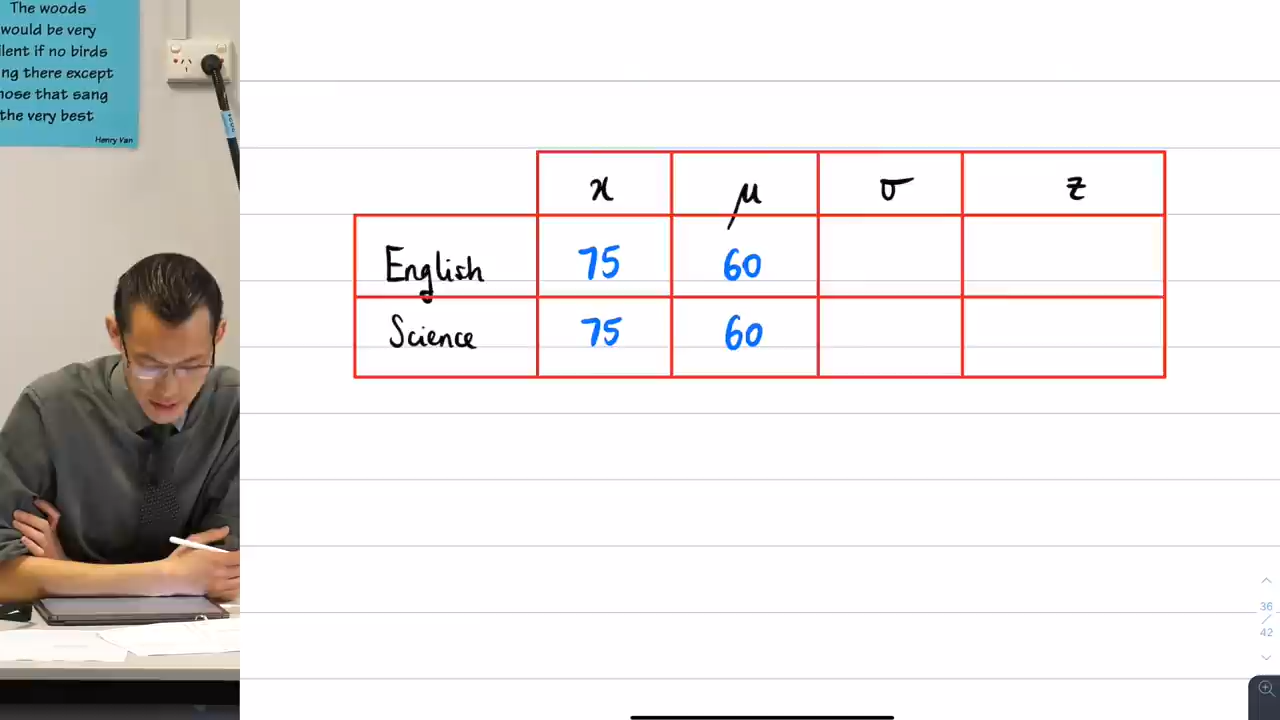 The woods
would be very
lent if no birds
ng there except
hose that sang
the very best
Henry Van
x μ σ z
English 75 60
Science 75 60
36
/
42